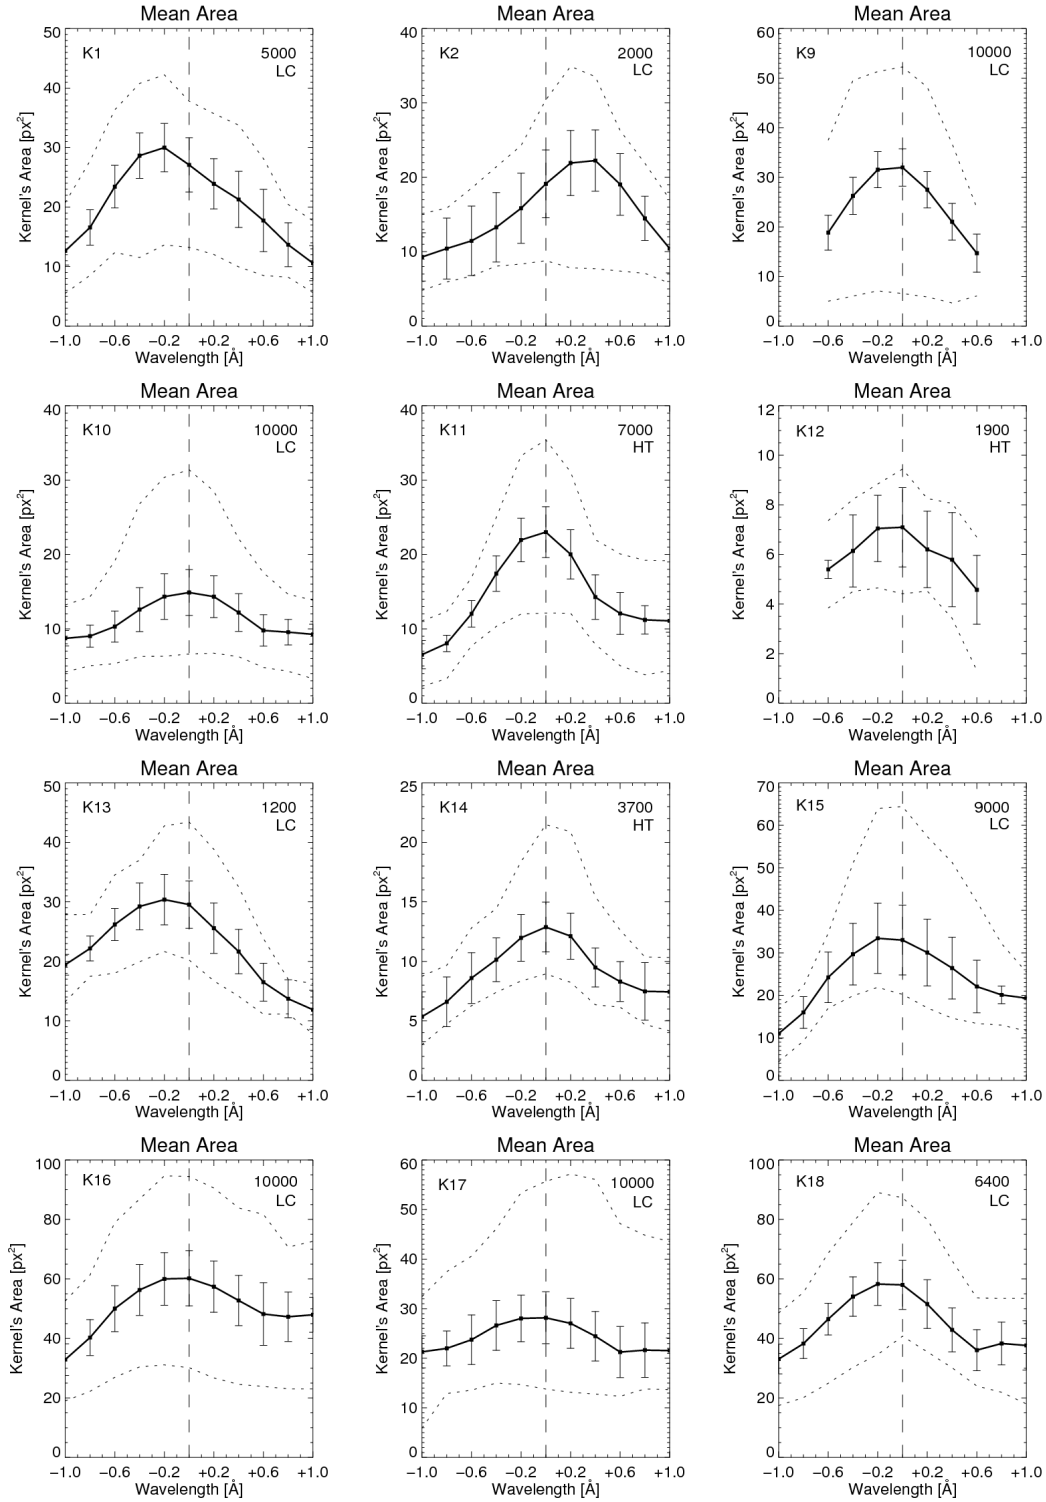 Mean Area
Mean Area
Mean Area
50
40
30
20
10
0
Kernel's Area [px²]
K1
5000
LC
−1.0 −0.6 −0.2 +0.2 +0.6 +1.0
Wavelength [Å]
40
30
20
10
0
Kernel's Area [px²]
K2
2000
LC
−1.0 −0.6 −0.2 +0.2 +0.6 +1.0
Wavelength [Å]
60
50
40
30
20
10
0
Kernel's Area [px²]
K9
10000
LC
−1.0 −0.6 −0.2 +0.2 +0.6 +1.0
Wavelength [Å]
Mean Area
Mean Area
Mean Area
40
30
20
10
0
Kernel's Area [px²]
K10
10000
LC
−1.0 −0.6 −0.2 +0.2 +0.6 +1.0
Wavelength [Å]
40
30
20
10
0
Kernel's Area [px²]
K11
7000
HT
−1.0 −0.6 −0.2 +0.2 +0.6 +1.0
Wavelength [Å]
12
10
8
6
4
2
0
Kernel's Area [px²]
K12
1900
HT
−1.0 −0.6 −0.2 +0.2 +0.6 +1.0
Wavelength [Å]
Mean Area
Mean Area
Mean Area
50
40
30
20
10
0
Kernel's Area [px²]
K13
1200
LC
−1.0 −0.6 −0.2 +0.2 +0.6 +1.0
Wavelength [Å]
25
20
15
10
5
0
Kernel's Area [px²]
K14
3700
HT
−1.0 −0.6 −0.2 +0.2 +0.6 +1.0
Wavelength [Å]
70
60
50
40
30
20
10
0
Kernel's Area [px²]
K15
9000
LC
−1.0 −0.6 −0.2 +0.2 +0.6 +1.0
Wavelength [Å]
Mean Area
Mean Area
Mean Area
100
80
60
40
20
0
Kernel's Area [px²]
K16
10000
LC
−1.0 −0.6 −0.2 +0.2 +0.6 +1.0
Wavelength [Å]
60
50
40
30
20
10
0
Kernel's Area [px²]
K17
10000
LC
−1.0 −0.6 −0.2 +0.2 +0.6 +1.0
Wavelength [Å]
100
80
60
40
20
0
Kernel's Area [px²]
K18
6400
LC
−1.0 −0.6 −0.2 +0.2 +0.6 +1.0
Wavelength [Å]